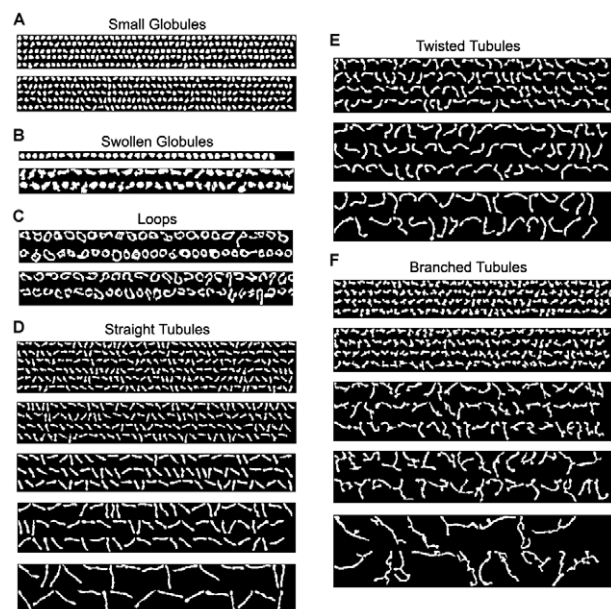 A
Small Globules
B
Swollen Globules
C
Loops
D
Straight Tubules
E
Twisted Tubules
F
Branched Tubules